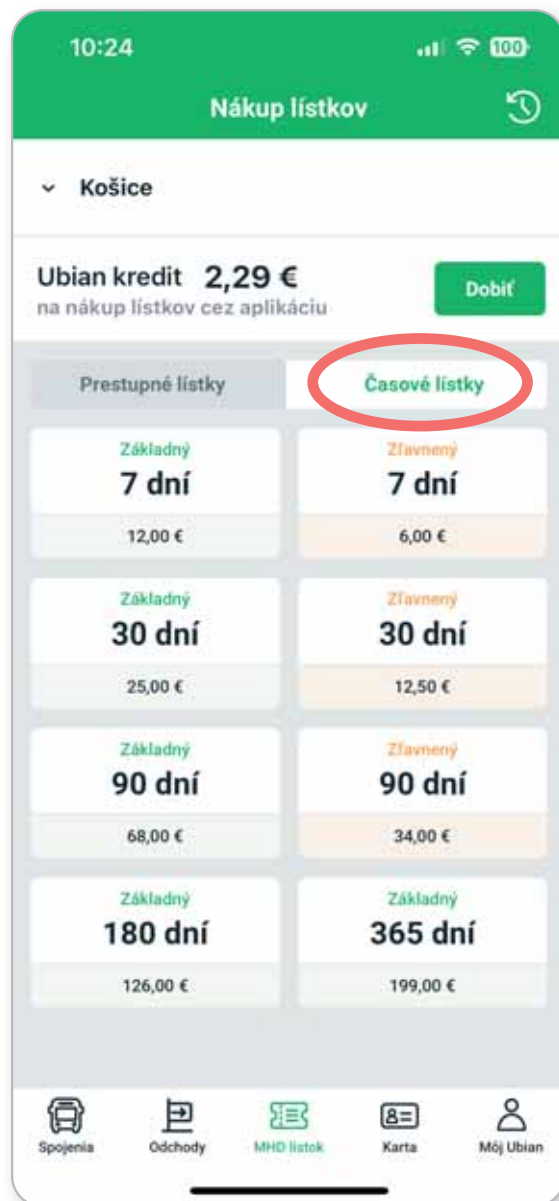 10:24
100
Nákup lístkov
Košice
Ubian kredit 2,29 €
na nákup lístkov cez aplikáciu
Dobiť
Prestupné lístky
Časové lístky
Základný
7 dní
12,00 €
Zľavnený
7 dní
6,00 €
Základný
30 dní
25,00 €
Zľavnený
30 dní
12,50 €
Základný
90 dní
68,00 €
Zľavnený
90 dní
34,00 €
Základný
180 dní
126,00 €
Základný
365 dní
199,00 €
Spojenia
Odchody
MHD lístok
Karta
Môj Ubian